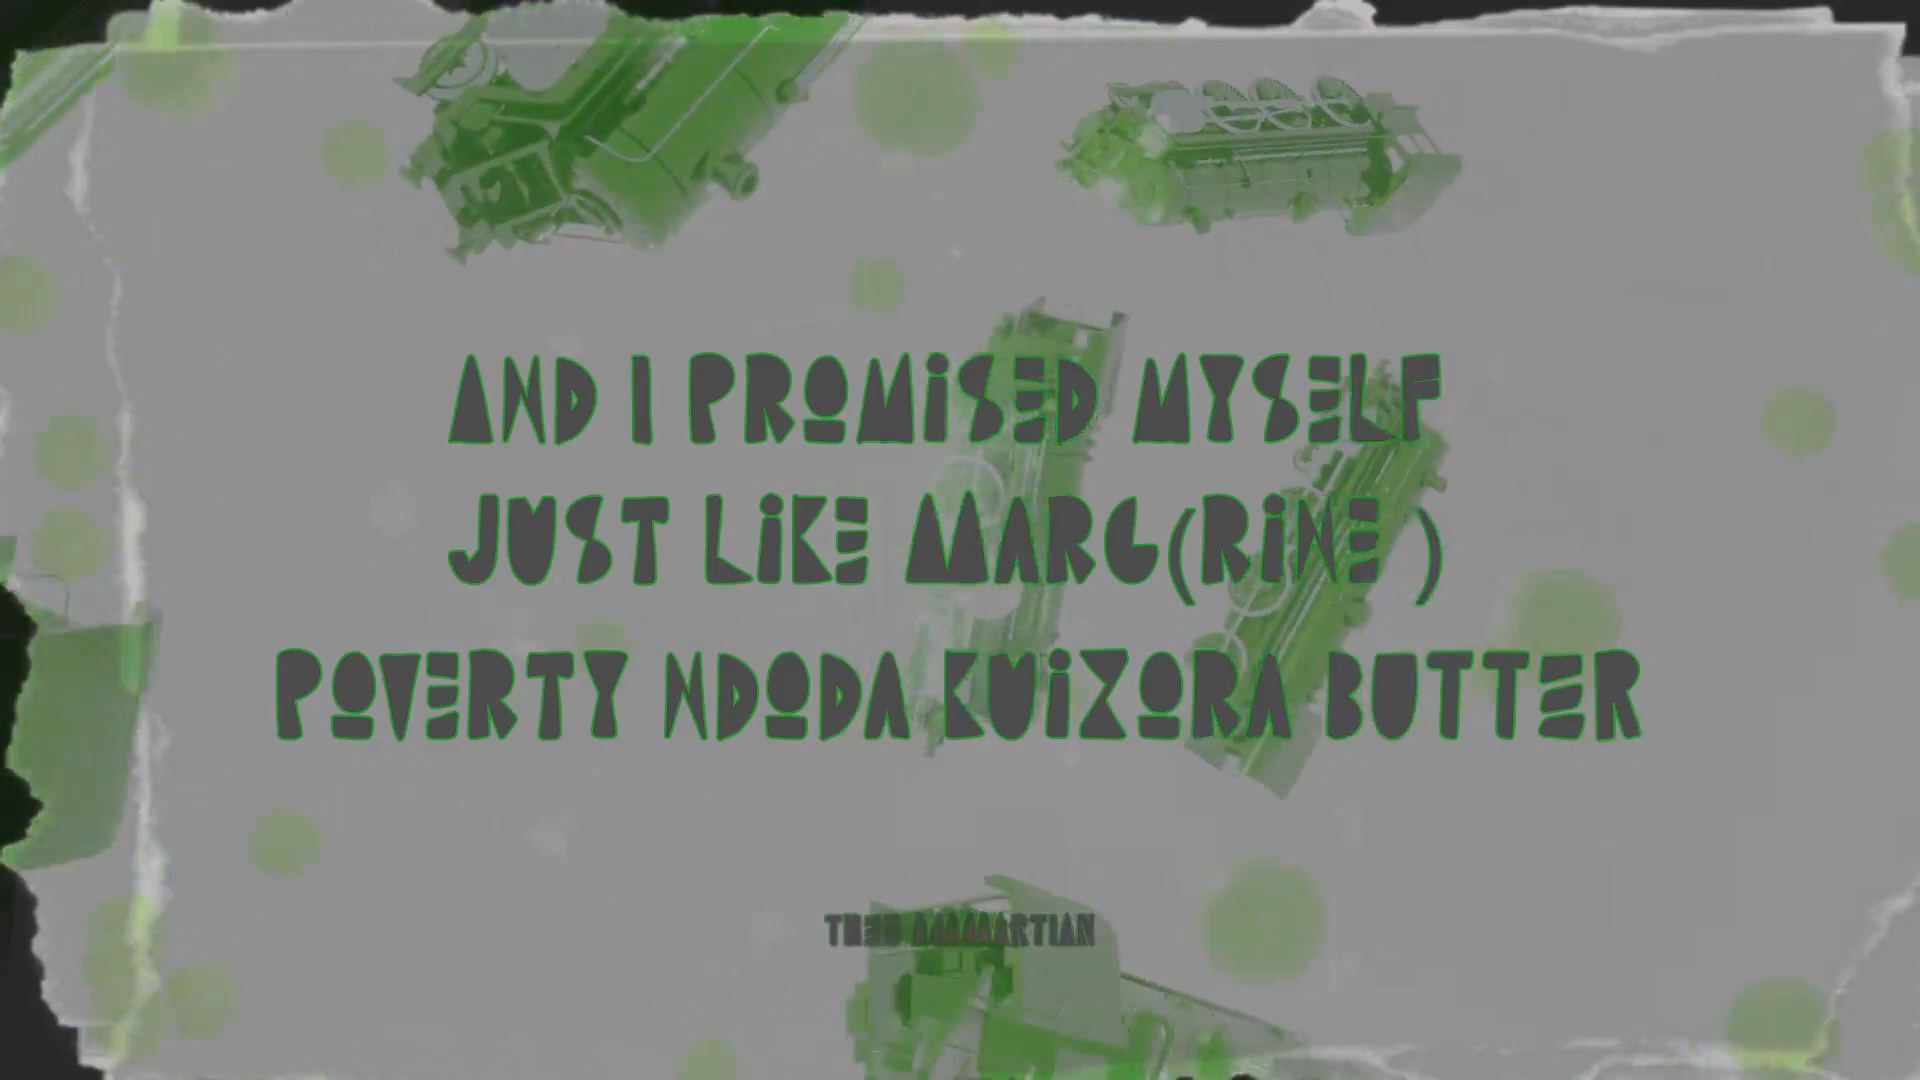 AND I PROMISED MYSELF
JUST LIKE MARG(RINE )
POVERTY NDODA KUIZORA BUTTER